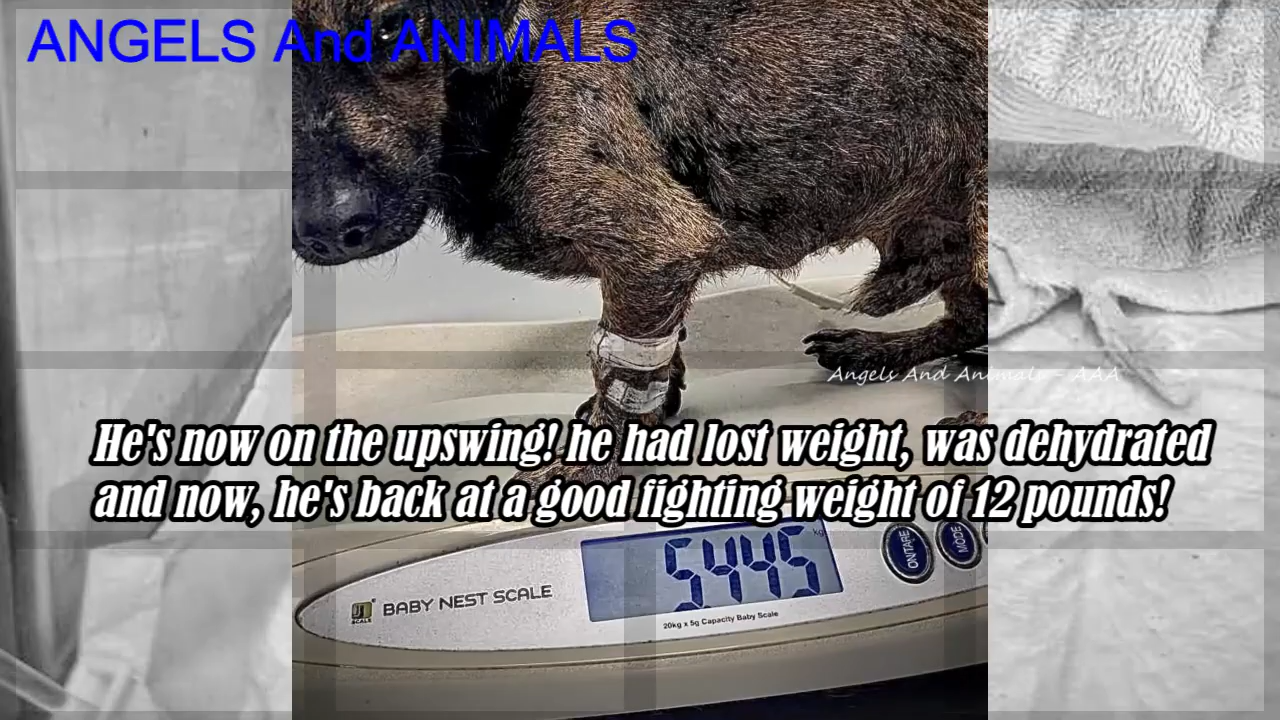 ANGELS And ANIMALS
Angels And Animals - AAA
He's now on the upswing! he had lost weight, was dehydrated
and now, he's back at a good fighting weight of 12 pounds!
5445
kg
ON/TARE
MODE
SCALE
BABY NEST SCALE
20kg x 5g Capacity Baby Scale